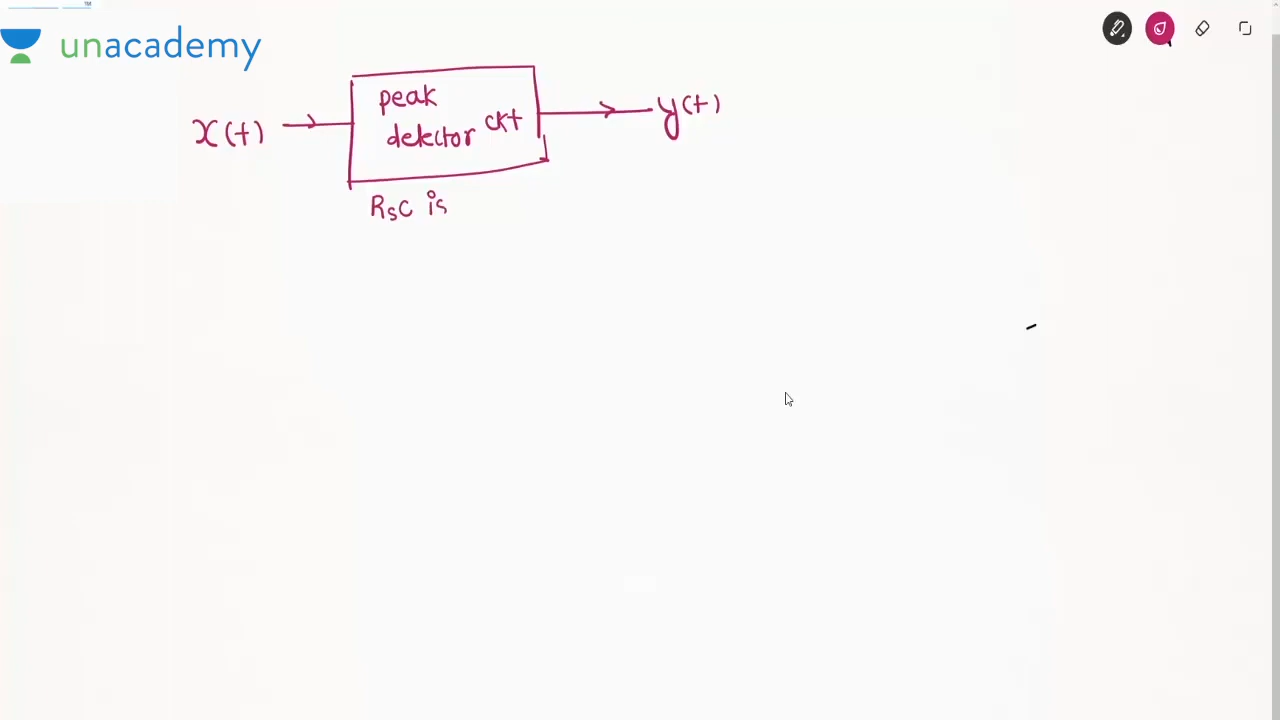 unacademy
peak
detector ckt
x(t)
y(t)
Rsc is